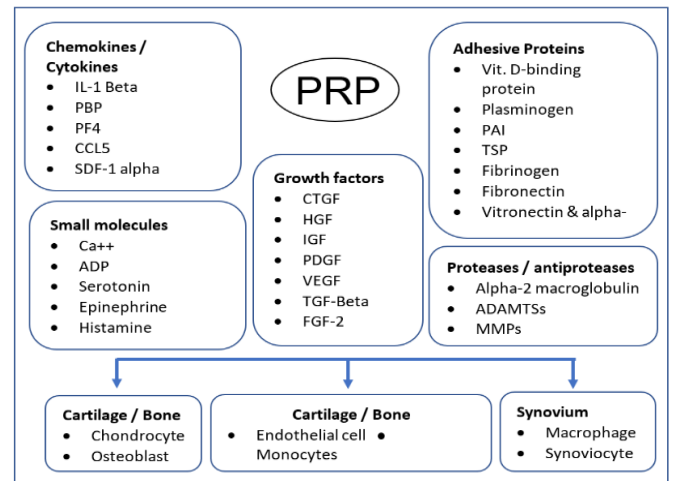 Chemokines /
Cytokines
• IL-1 Beta
• PBP
• PF4
• CCL5
• SDF-1 alpha
PRP
Adhesive Proteins
• Vit. D-binding
protein
• Plasminogen
• PAI
• TSP
• Fibrinogen
• Fibronectin
• Vitronectin & alpha-
Small molecules
• Ca++
• ADP
• Serotonin
• Epinephrine
• Histamine
Growth factors
• CTGF
• HGF
• IGF
• PDGF
• VEGF
• TGF-Beta
• FGF-2
Proteases / antiproteases
• Alpha-2 macroglobulin
• ADAMTSs
• MMPs
Cartilage / Bone
• Chondrocyte
• Osteoblast
Cartilage / Bone
• Endothelial cell •
Monocytes
Synovium
• Macrophage
• Synoviocyte